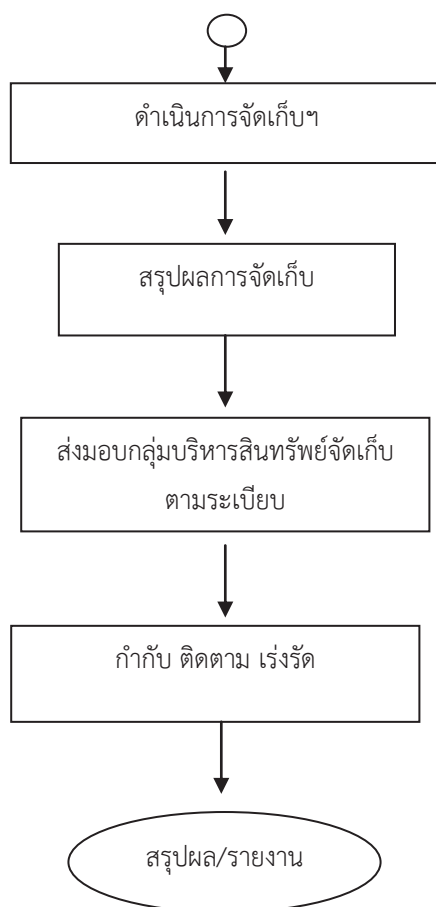 ดำเนินการจัดเก็บฯ
สรุปผลการจัดเก็บ
ส่งมอบกลุ่มบริหารสินทรัพย์จัดเก็บ
ตามระเบียบ
กำกับ ติดตาม เร่งรัด
สรุปผล/รายงาน